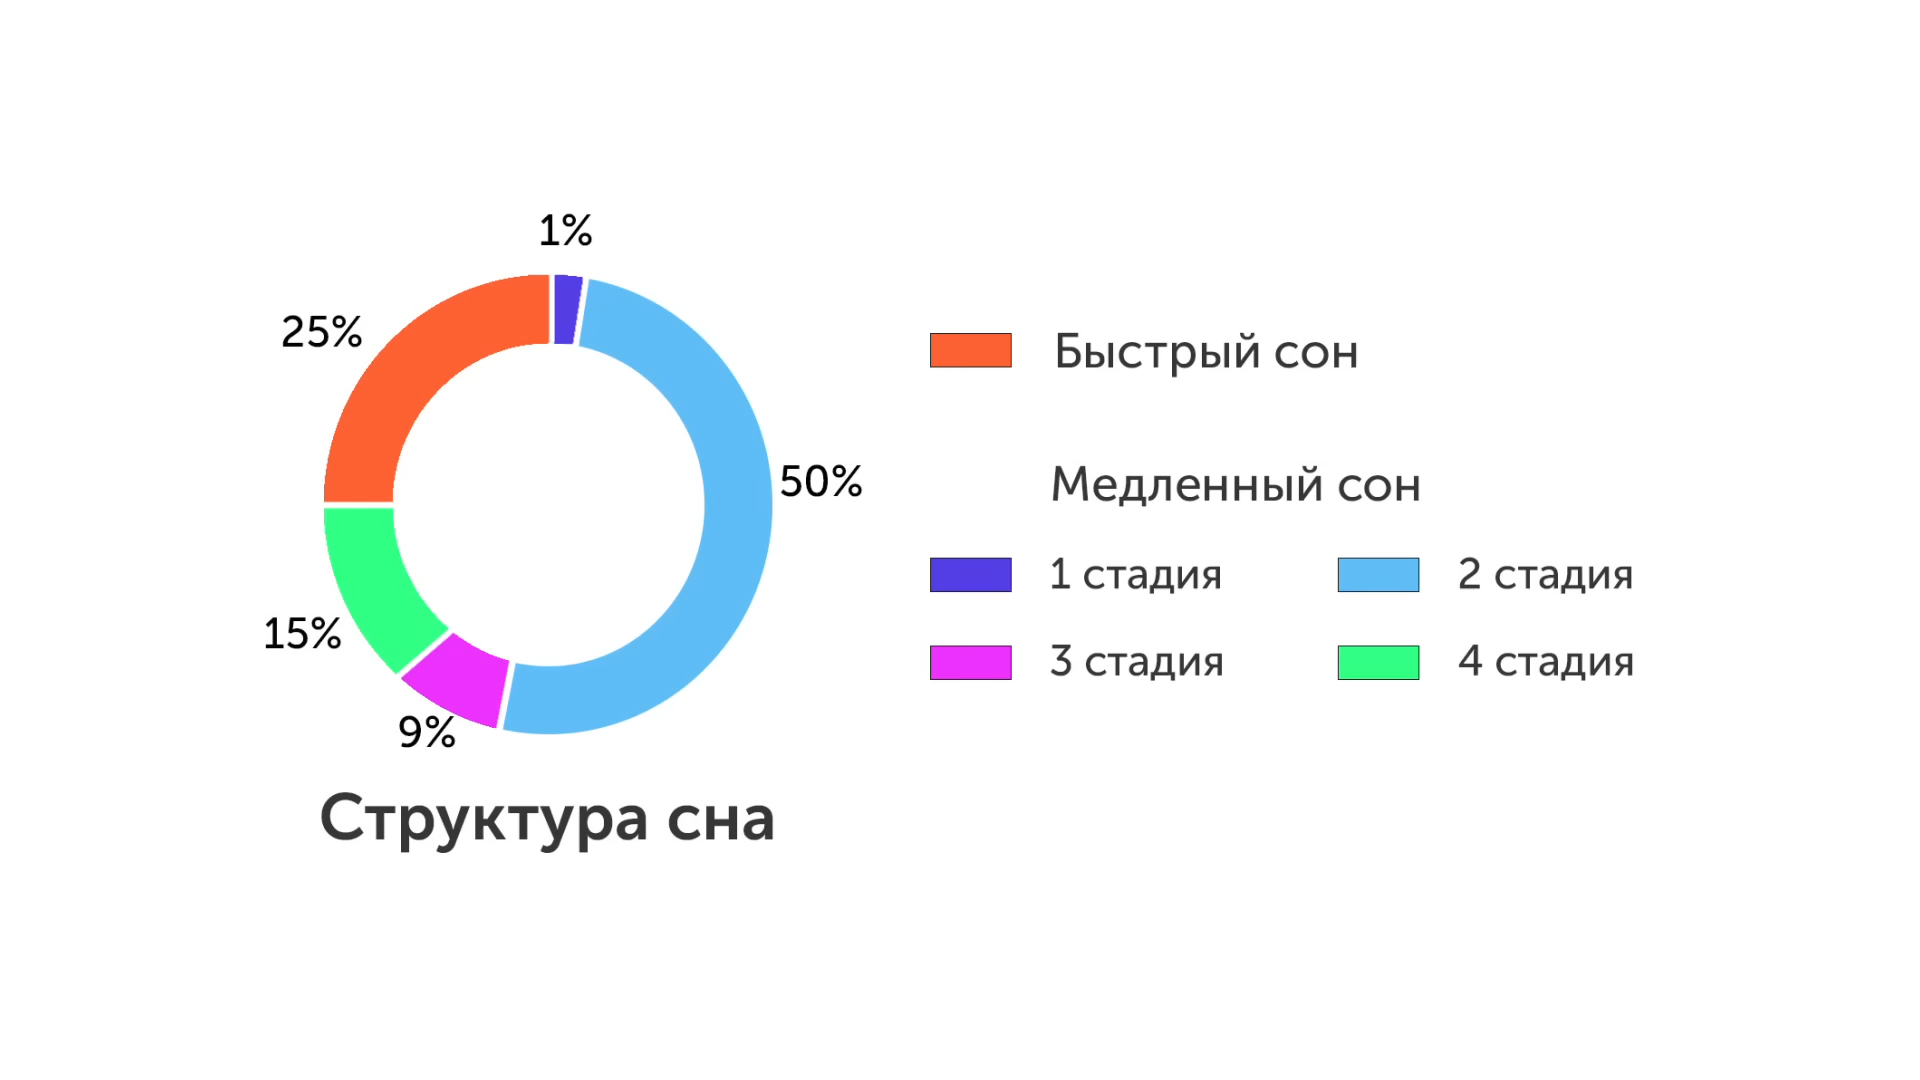 1%
25%
50%
15%
9%
Структура сна
Быстрый сон
Медленный сон
1 стадия
2 стадия
3 стадия
4 стадия